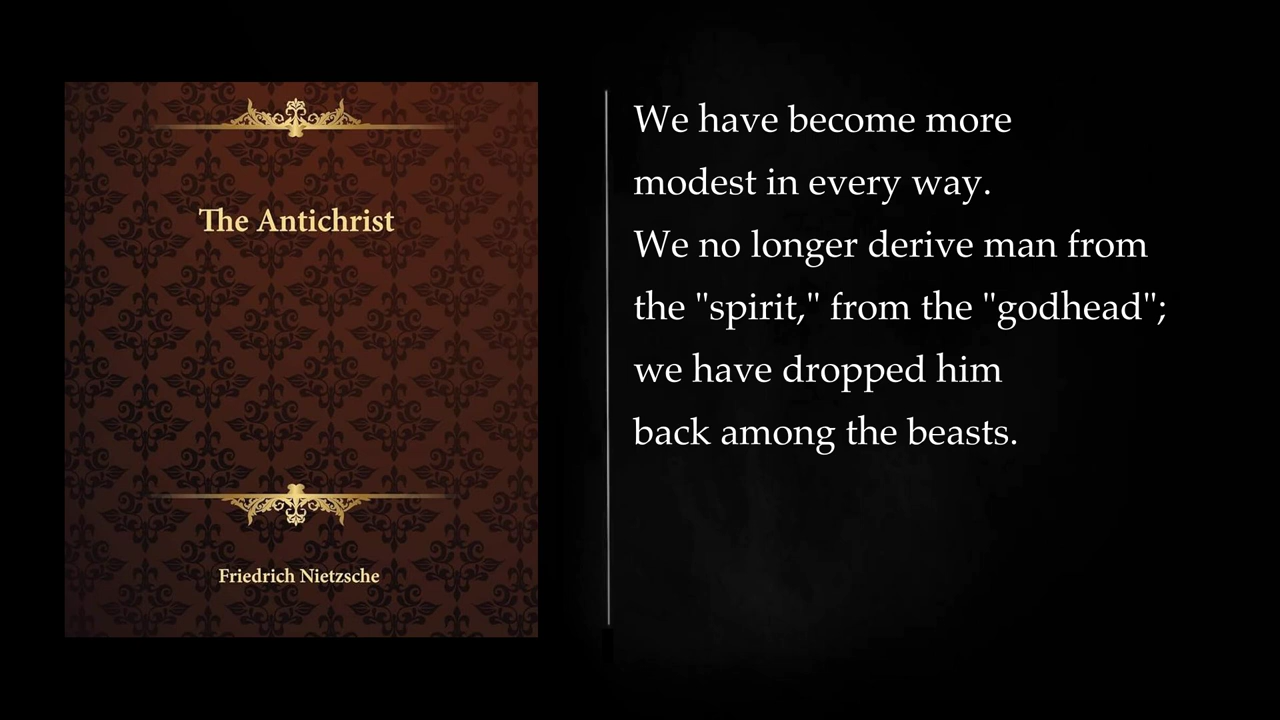 The Antichrist
Friedrich Nietzsche
We have become more
modest in every way.
We no longer derive man from
the "spirit," from the "godhead";
we have dropped him
back among the beasts.